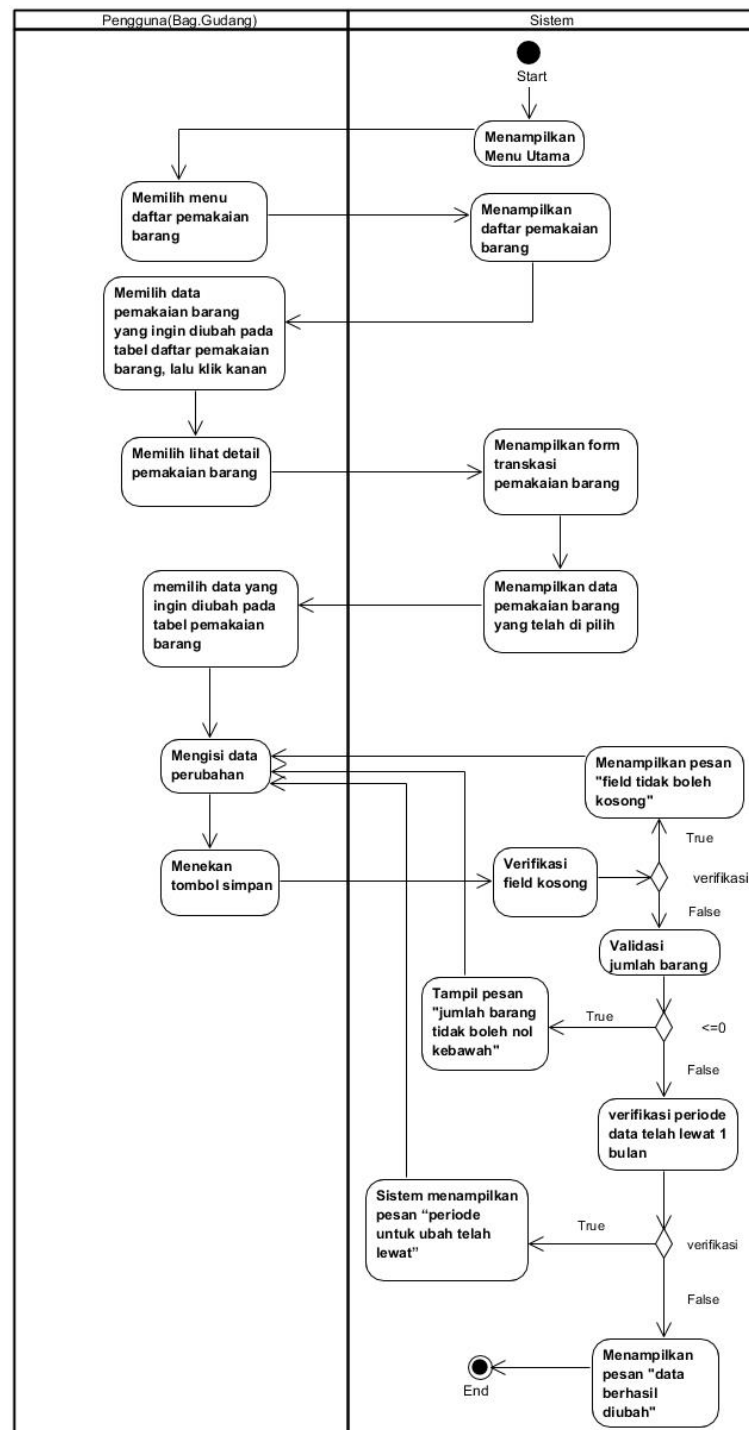 Pengguna(Bag.Gudang)
Sistem
Start
Menampilkan
Menu Utama
Memilih menu
daftar pemakaian
barang
Menampilkan
daftar pemakaian
barang
Memilih data
pemakaian barang
yang ingin diubah pada
tabel daftar pemakaian
barang, lalu klik kanan
Memilih lihat detail
pemakaian barang
Menampilkan form
transkasi
pemakaian barang
Menampilkan data
pemakaian barang
yang telah di pilih
memilih data yang
ingin diubah pada
tabel pemakaian
barang
Mengisi data
perubahan
Menampilkan pesan
"field tidak boleh
kosong"
True
Menekan
tombol simpan
Verifikasi
field kosong
verifikasi
False
Validasi
jumlah barang
Tampil pesan
"jumlah barang
tidak boleh nol
kebawah"
True
<=0
False
verifikasi periode
data telah lewat 1
bulan
Sistem menampilkan
pesan “periode
untuk ubah telah
lewat”
True
verifikasi
False
Menampilkan
pesan "data
berhasil
diubah"
End